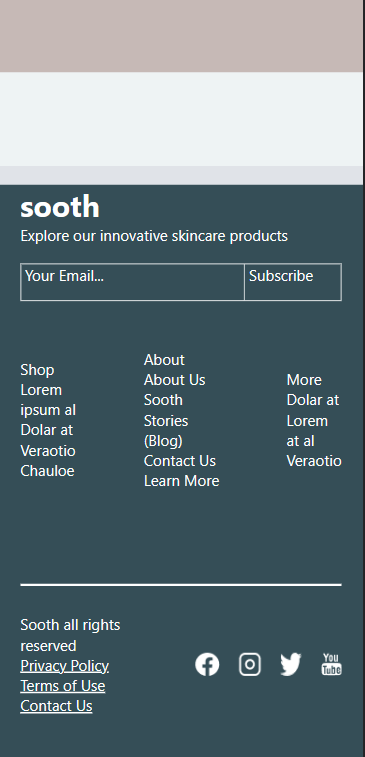 sooth
Explore our innovative skincare products
Your Email...
Subscribe
Shop
Lorem
ipsum al
Dolar at
Veraotio
Chauloe
About
About Us
Sooth
Stories
(Blog)
Contact Us
Learn More
More
Dolar at
Lorem
at al
Veraotio
Sooth all rights
reserved
Privacy Policy
Terms of Use
Contact Us
You
Tube